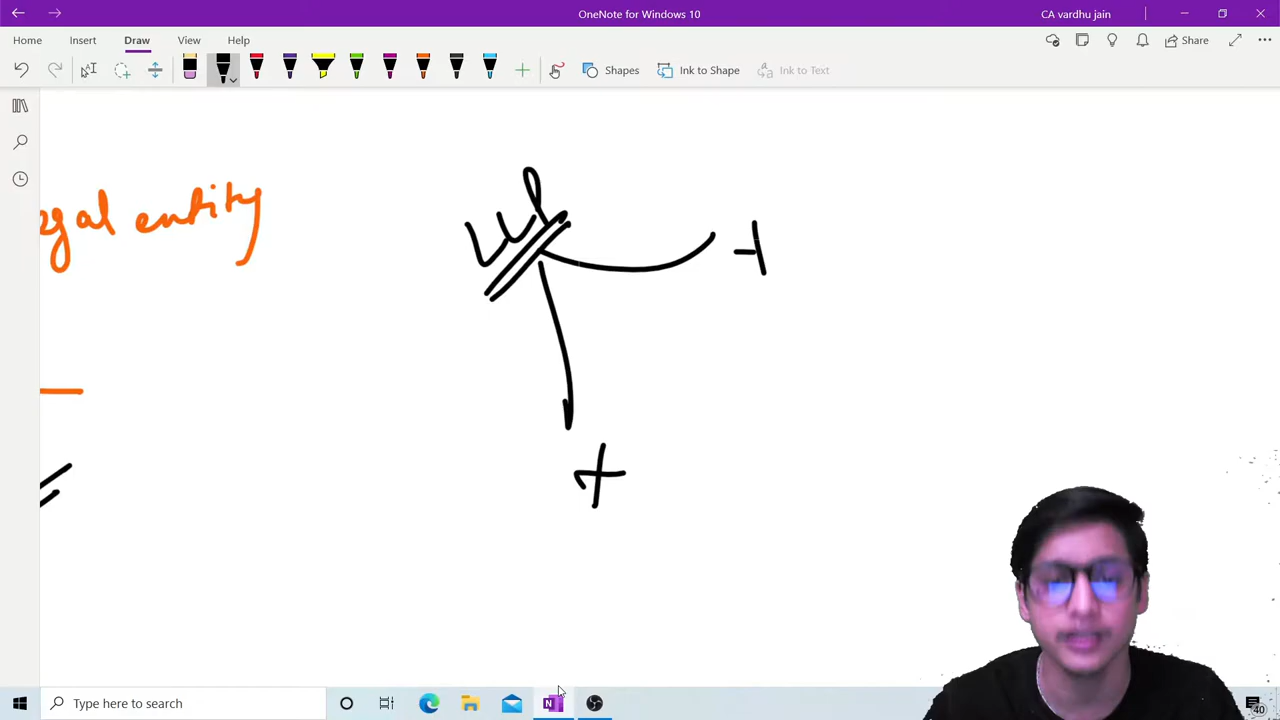 OneNote for Windows 10
CA vardhu jain
Home
Insert
Draw
View
Help
Share
Shapes
Ink to Shape
Ink to Text
gal entity
+
Type here to search
40